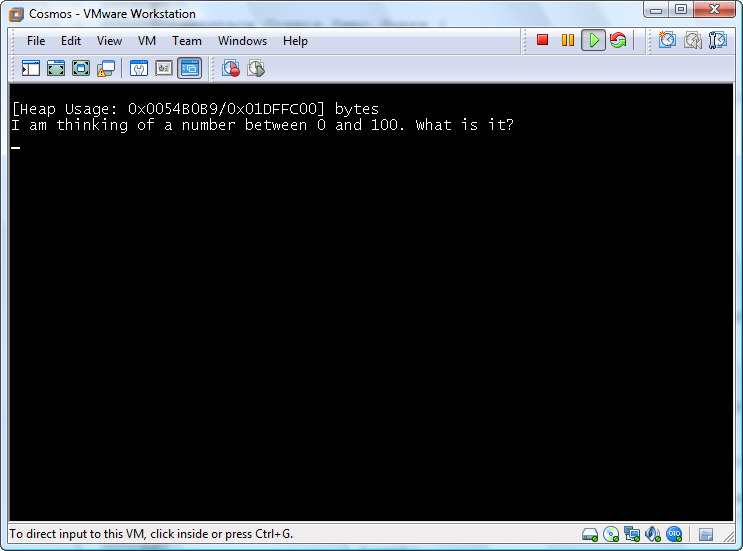 Cosmos - VMware Workstation
File Edit View VM Team Windows Help
[Heap Usage: 0x0054B0B9/0x01DFFC00] bytes
I am thinking of a number between 0 and 100. What is it?
To direct input to this VM, click inside or press Ctrl+G.